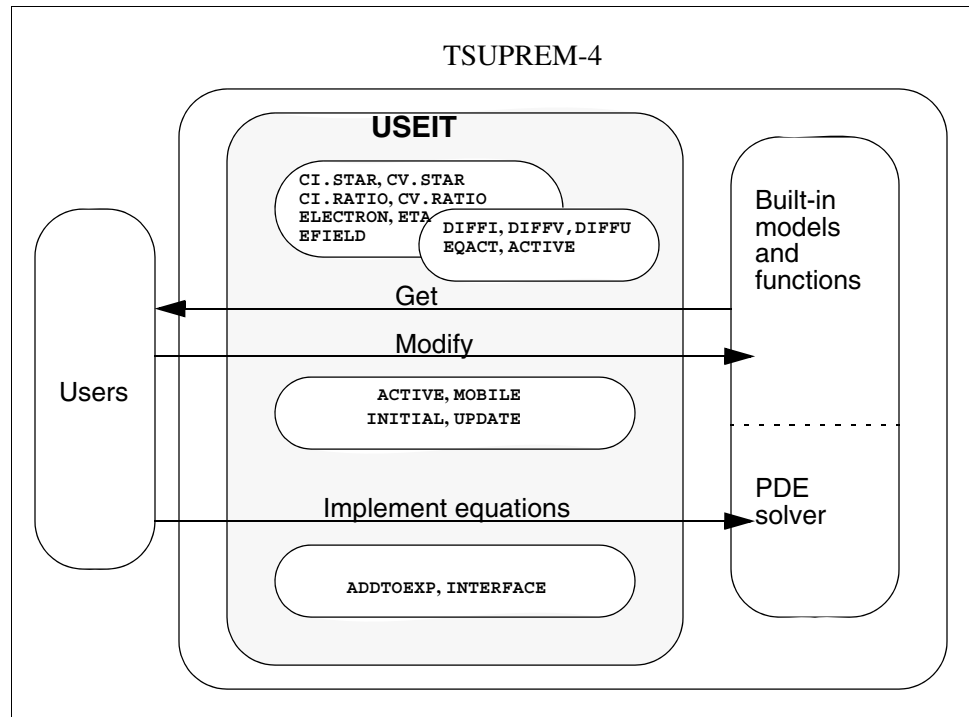 TSUPREM-4
USEIT
CI.STAR, CV.STAR
CI.RATIO, CV.RATIO
ELECTRON, ETA
EFIELD
DIFFI, DIFFV, DIFFU
EQACT, ACTIVE
Built-in
models
and
functions
Get
Modify
Users
ACTIVE, MOBILE
INITIAL, UPDATE
PDE
solver
Implement equations
ADDTOEXP, INTERFACE